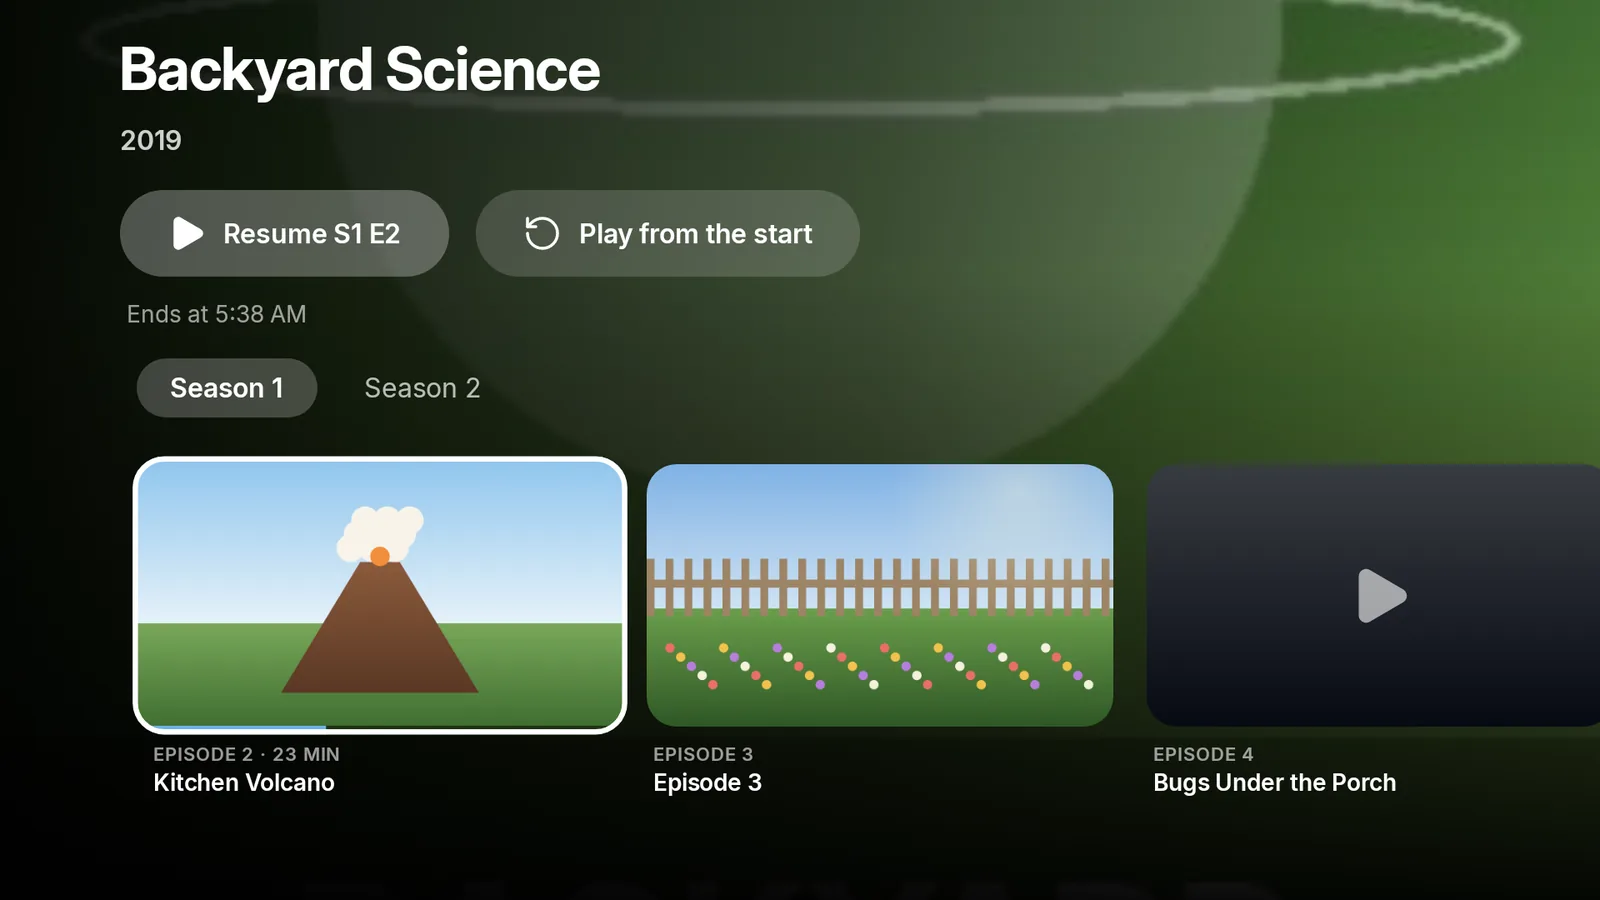 Backyard Science
2019
Resume S1 E2
Play from the start
Ends at 5:38 AM
Season 1
Season 2
EPISODE 2 · 23 MIN
Kitchen Volcano
EPISODE 3
Episode 3
EPISODE 4
Bugs Under the Porch